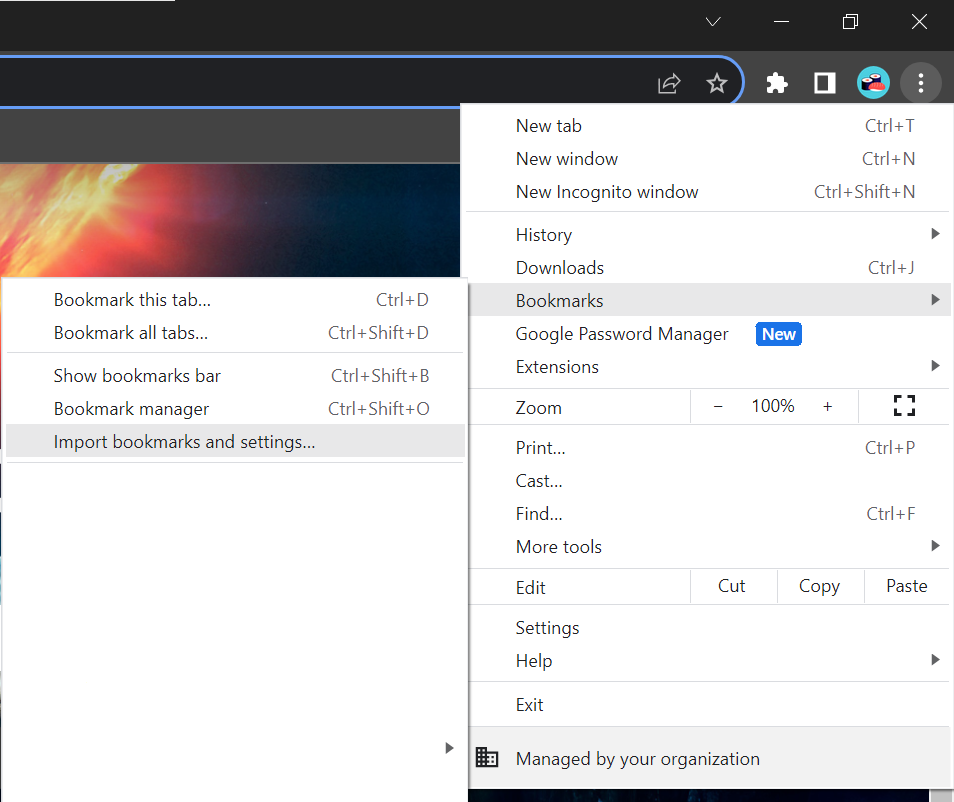 New tab Ctrl+T
New window Ctrl+N
New Incognito window Ctrl+Shift+N
History
Downloads Ctrl+J
Bookmarks
Google Password Manager New
Extensions
Zoom − 100% +
Print... Ctrl+P
Cast...
Find... Ctrl+F
More tools
Edit Cut Copy Paste
Settings
Help
Exit
Managed by your organization
Bookmark this tab... Ctrl+D
Bookmark all tabs... Ctrl+Shift+D
Show bookmarks bar Ctrl+Shift+B
Bookmark manager Ctrl+Shift+O
Import bookmarks and settings...